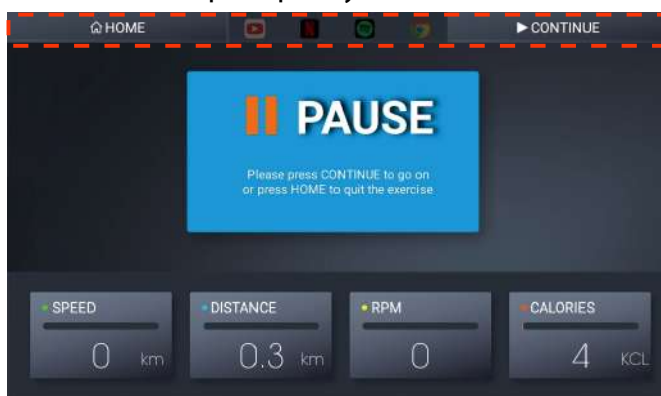 HOME
CONTINUE
PAUSE
Please press CONTINUE to go on
or press HOME to quit the exercise
SPEED
DISTANCE
RPM
CALORIES
0 km
0.3 km
0
4 KCL